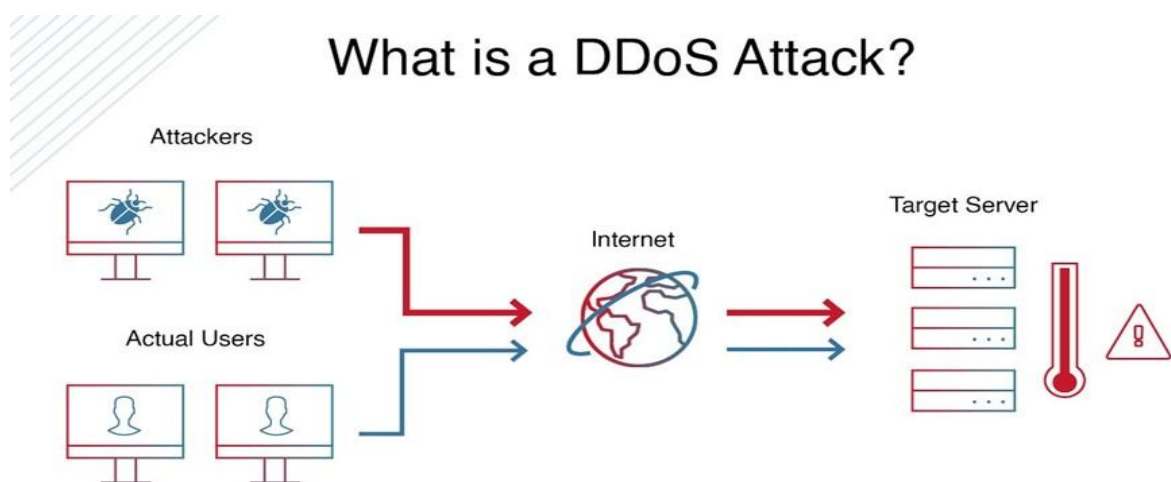 What is a DDoS Attack?
Attackers
Target Server
Internet
Actual Users